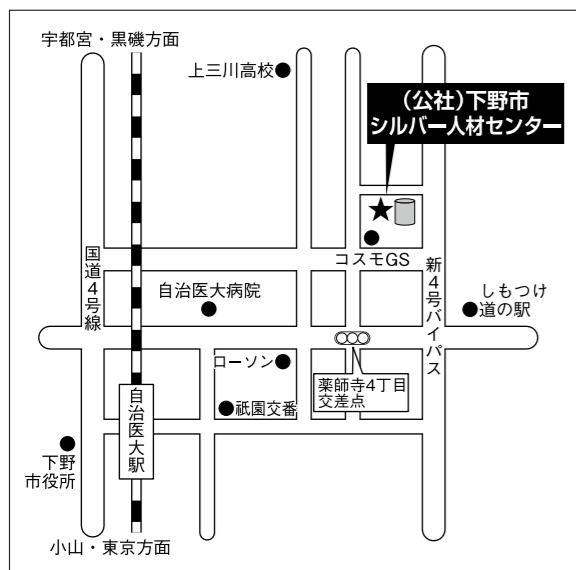 宇都宮・黒磯方面
上三川高校
(公社)下野市
シルバー人材センター
コスモGS
国道4号線
新4号バイパス
自治医大病院
しもつけ
道の駅
ローソン
薬師寺4丁目
交差点
祇園交番
自治医大駅
下野
市役所
小山・東京方面